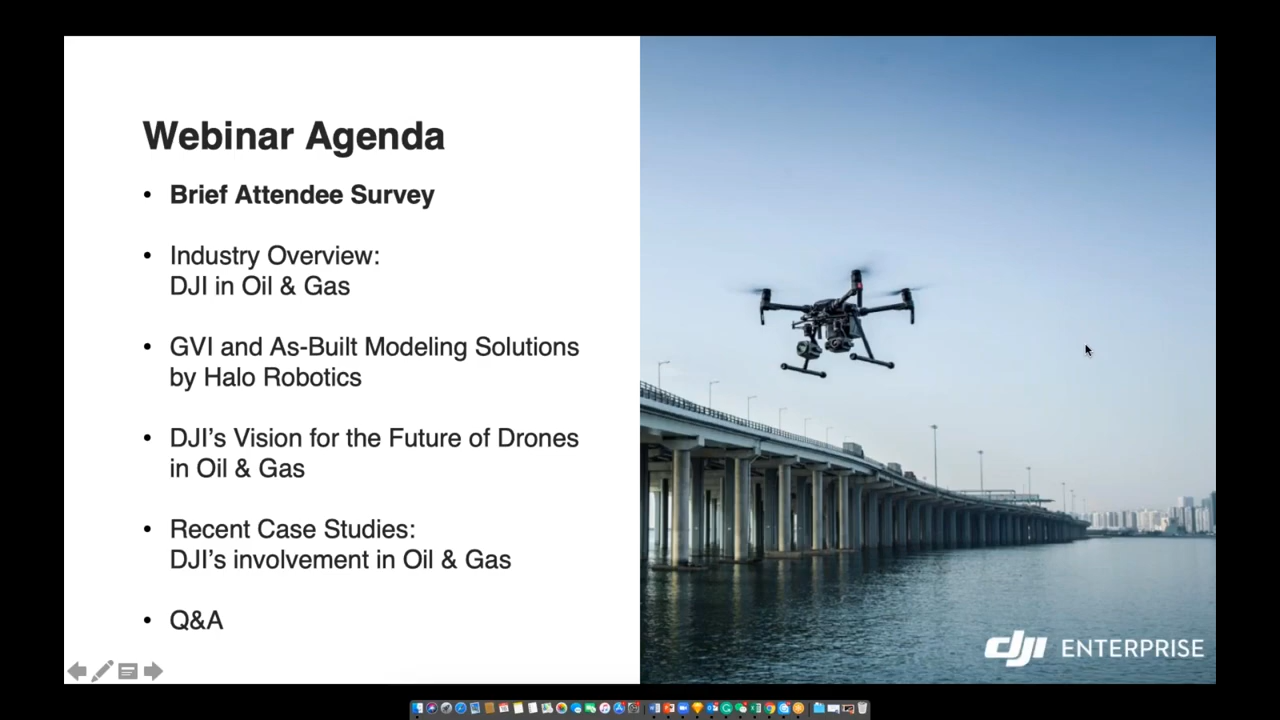 Webinar Agenda
• Brief Attendee Survey
• Industry Overview:
DJI in Oil & Gas
• GVI and As-Built Modeling Solutions
by Halo Robotics
• DJI’s Vision for the Future of Drones
in Oil & Gas
• Recent Case Studies:
DJI’s involvement in Oil & Gas
• Q&A
dji ENTERPRISE